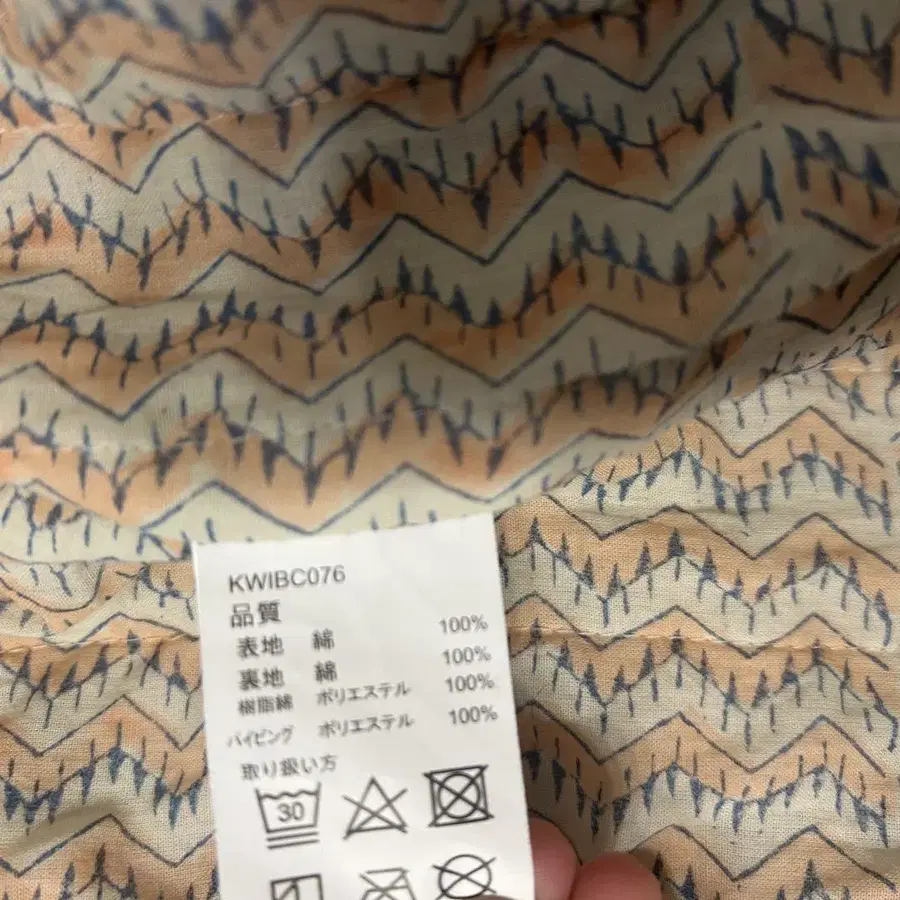 KWIBC076
品質
表地 綿 100%
裏地 綿 100%
樹脂綿 ポリエステル 100%
パイピング ポリエステル 100%
取り扱い方
30